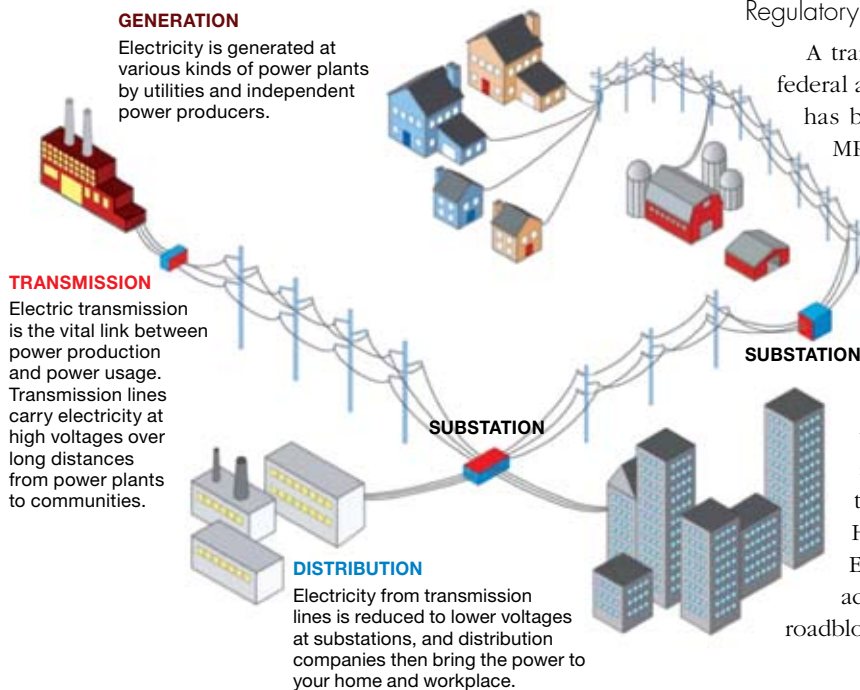 GENERATION
Electricity is generated at
various kinds of power plants
by utilities and independent
power producers.
TRANSMISSION
Electric transmission
is the vital link between
power production
and power usage.
Transmission lines
carry electricity at
high voltages over
long distances
from power plants
to communities.
SUBSTATION
SUBSTATION
DISTRIBUTION
Electricity from transmission
lines is reduced to lower voltages
at substations, and distribution
companies then bring the power to
your home and workplace.
Regulatory
A
federal
has
roadblo